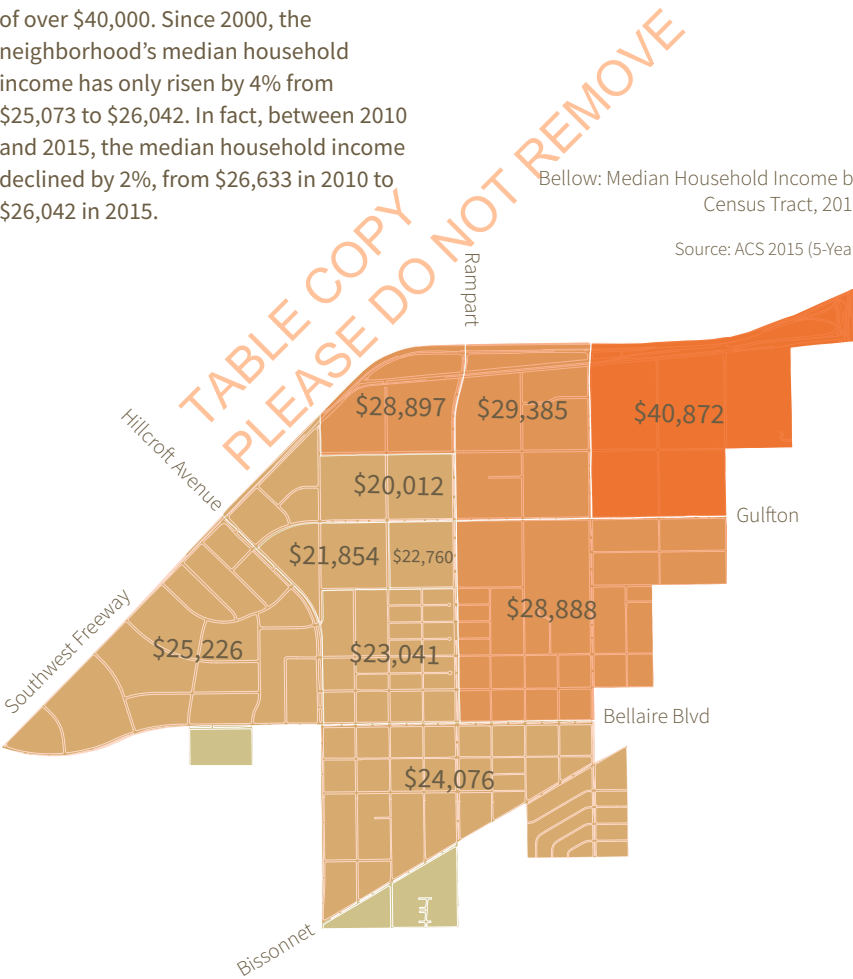 of over $40,000. Since 2000, the
neighborhood’s median household
income has only risen by 4% from
$25,073 to $26,042. In fact, between 2010
and 2015, the median household income
declined by 2%, from $26,633 in 2010 to
$26,042 in 2015.
TABLE COPY
PLEASE DO NOT REMOVE
Bellow: Median Household Income b
Census Tract, 201
Source: ACS 2015 (5-Yea
Rampart
Hillcroft Avenue
$28,897
$29,385
$40,872
$20,012
Gulfton
$21,854
$22,760
Southwest Freeway
$28,888
$25,226
$23,041
Bellaire Blvd
$24,076
Bissonnet